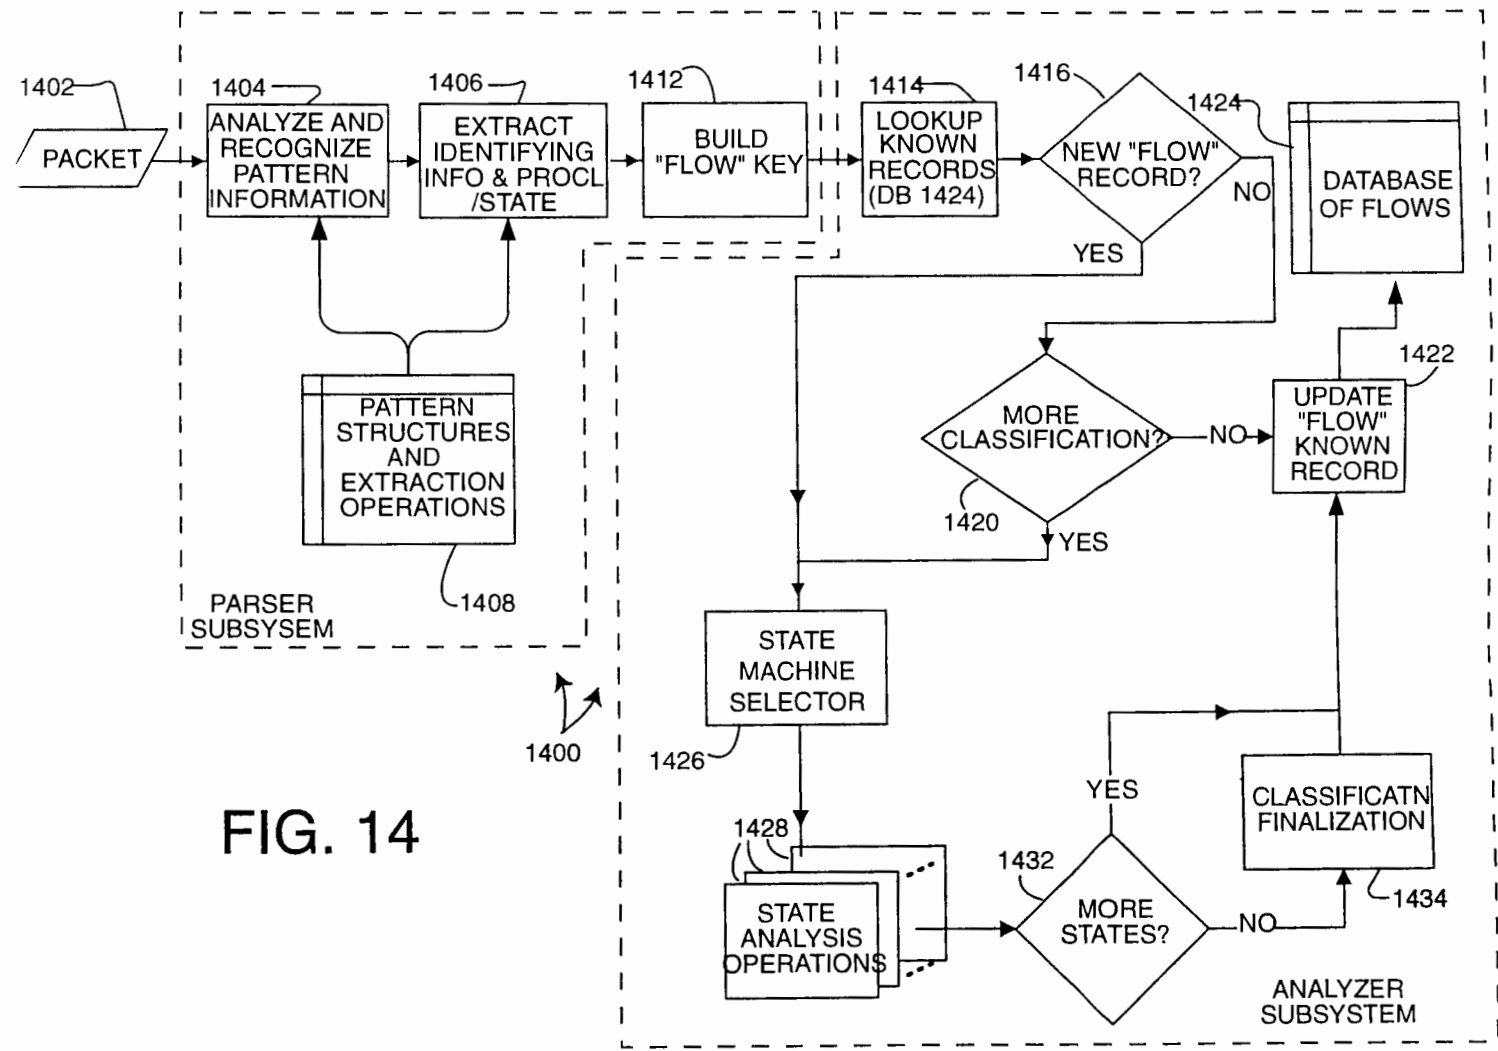 1402
PACKET
1404
ANALYZE AND
RECOGNIZE
PATTERN
INFORMATION
1406
EXTRACT
IDENTIFYING
INFO & PROCL
/STATE
1412
BUILD
"FLOW" KEY
1414
LOOKUP
KNOWN
RECORDS
(DB 1424)
1416
NEW "FLOW"
RECORD?
NO
YES
1424
DATABASE
OF FLOWS
PATTERN
STRUCTURES
AND
EXTRACTION
OPERATIONS
1408
PARSER
SUBSYSEM
MORE
CLASSIFICATION?
NO
1420
YES
1422
UPDATE
"FLOW"
KNOWN
RECORD
STATE
MACHINE
SELECTOR
1426
1400
FIG. 14
1428
STATE
ANALYSIS
OPERATIONS
1432
MORE
STATES?
YES
NO
CLASSIFICATN
FINALIZATION
1434
ANALYZER
SUBSYSTEM